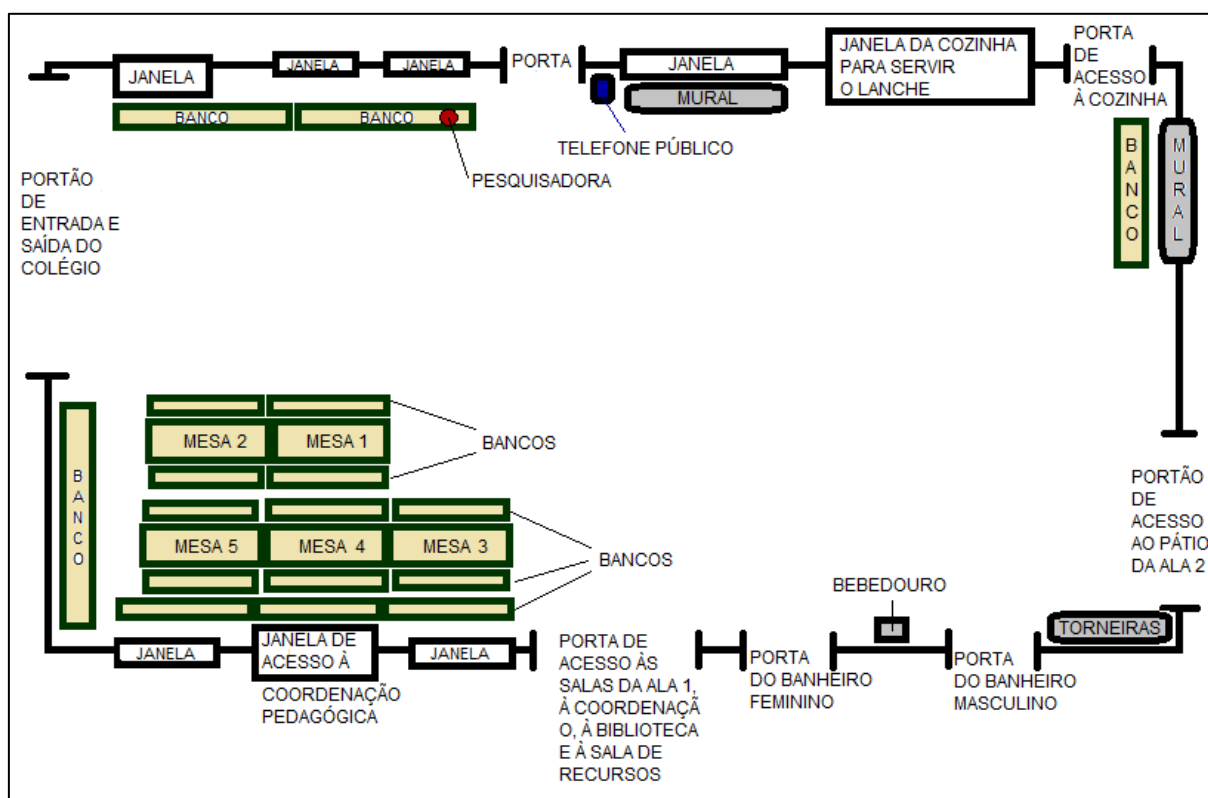 JANELA
JANELA
JANELA
PORTA
JANELA
MURAL
JANELA DA COZINHA
PARA SERVIR
O LANCHE
PORTA
DE
ACESSO
À COZINHA
BANCO
BANCO
TELEFONE PÚBLICO
PESQUISADORA
BANCO
MURAL
PORTÃO
DE
ENTRADA E
SAÍDA DO
COLÉGIO
BANCO
MESA 2
MESA 1
BANCOS
MESA 5
MESA 4
MESA 3
BANCOS
PORTÃO
DE
ACESSO
AO PÁTIO
DA ALA 2
BEBEDOURO
TORNEIRAS
JANELA
JANELA DE
ACESSO À
COORDENAÇÃO
PEDAGÓGICA
JANELA
PORTA DE
ACESSO ÀS
SALAS DA ALA 1,
À COORDENAÇÃ
O, À BIBLIOTECA
E À SALA DE
RECURSOS
PORTA
DO BANHEIRO
FEMININO
PORTA
DO BANHEIRO
MASCULINO